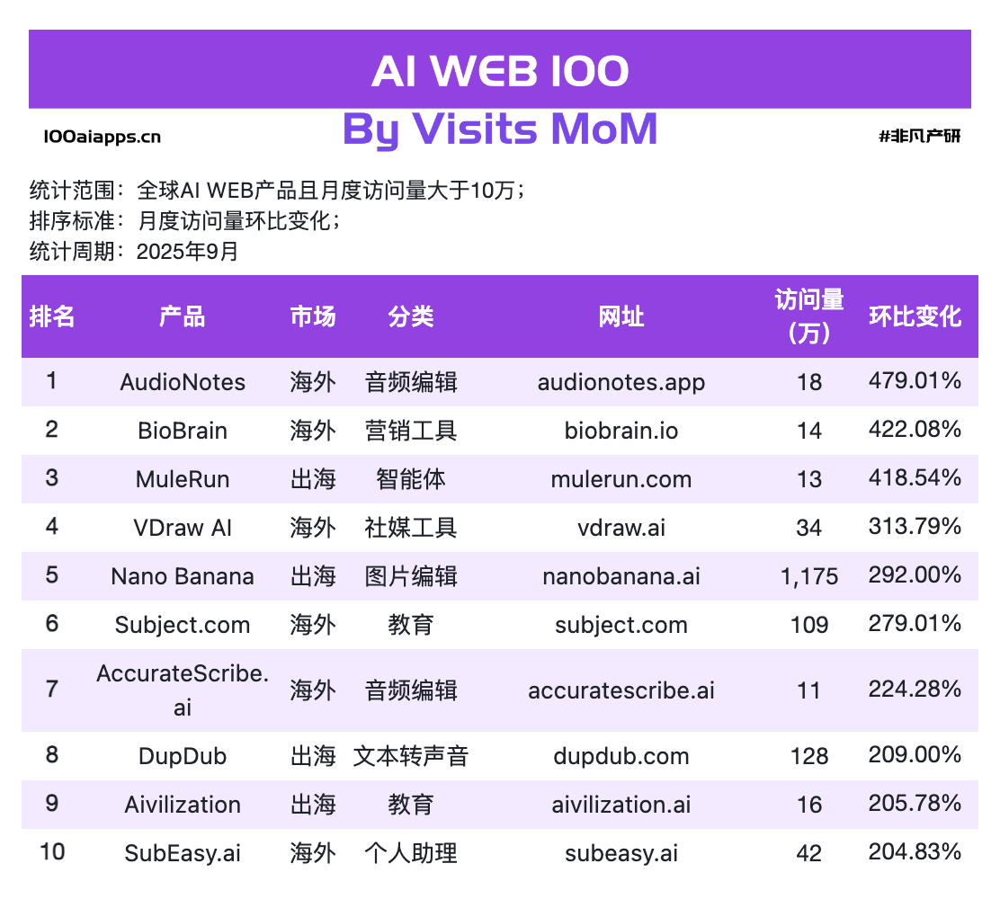 AI WEB 100
By Visits MoM
100aiapps.cn
#非凡产研
统计范围：全球AI WEB产品且月度访问量大于10万；
排序标准：月度访问量环比变化；
统计周期：2025年9月
排名 产品 市场 分类 网址 访问量（万） 环比变化
1 AudioNotes 海外 音频编辑 audionotes.app 18 479.01%
2 BioBrain 海外 营销工具 biobrain.io 14 422.08%
3 MuleRun 出海 智能体 mulerun.com 13 418.54%
4 VDraw AI 海外 社媒工具 vdraw.ai 34 313.79%
5 Nano Banana 出海 图片编辑 nanobanana.ai 1,175 292.00%
6 Subject.com 海外 教育 subject.com 109 279.01%
7 AccurateScribe.ai 海外 音频编辑 accuratescribe.ai 11 224.28%
8 DupDub 出海 文本转声音 dupdub.com 128 209.00%
9 Aivilization 出海 教育 aivilization.ai 16 205.78%
10 SubEasy.ai 海外 个人助理 subeasy.ai 42 204.83%